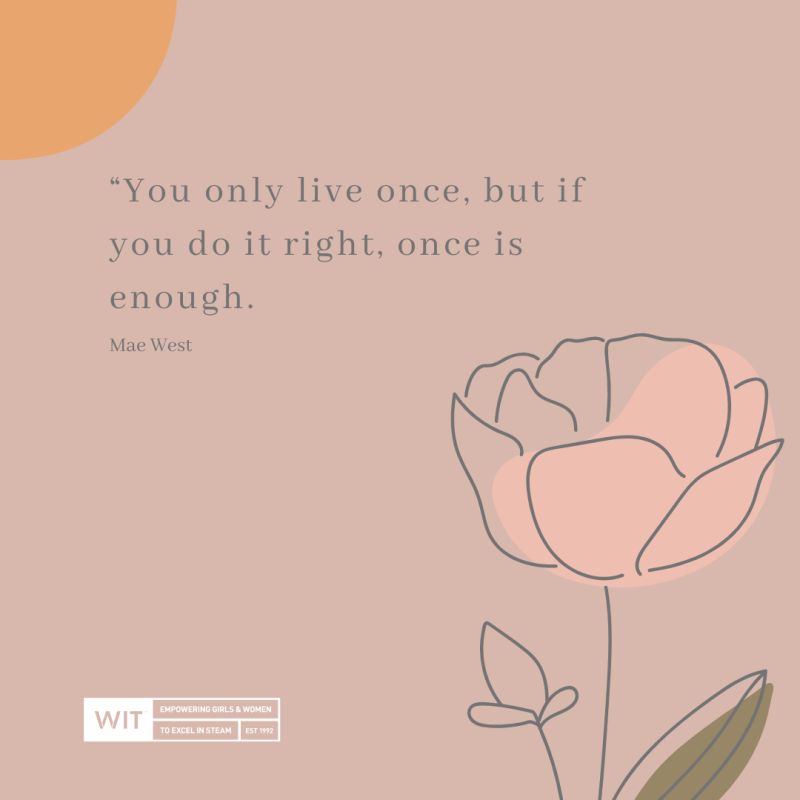 “You only live once, but if
you do it right, once is
enough.
Mae West
WIT
EMPOWERING GIRLS & WOMEN
TO EXCEL IN STEAM
EST 1992